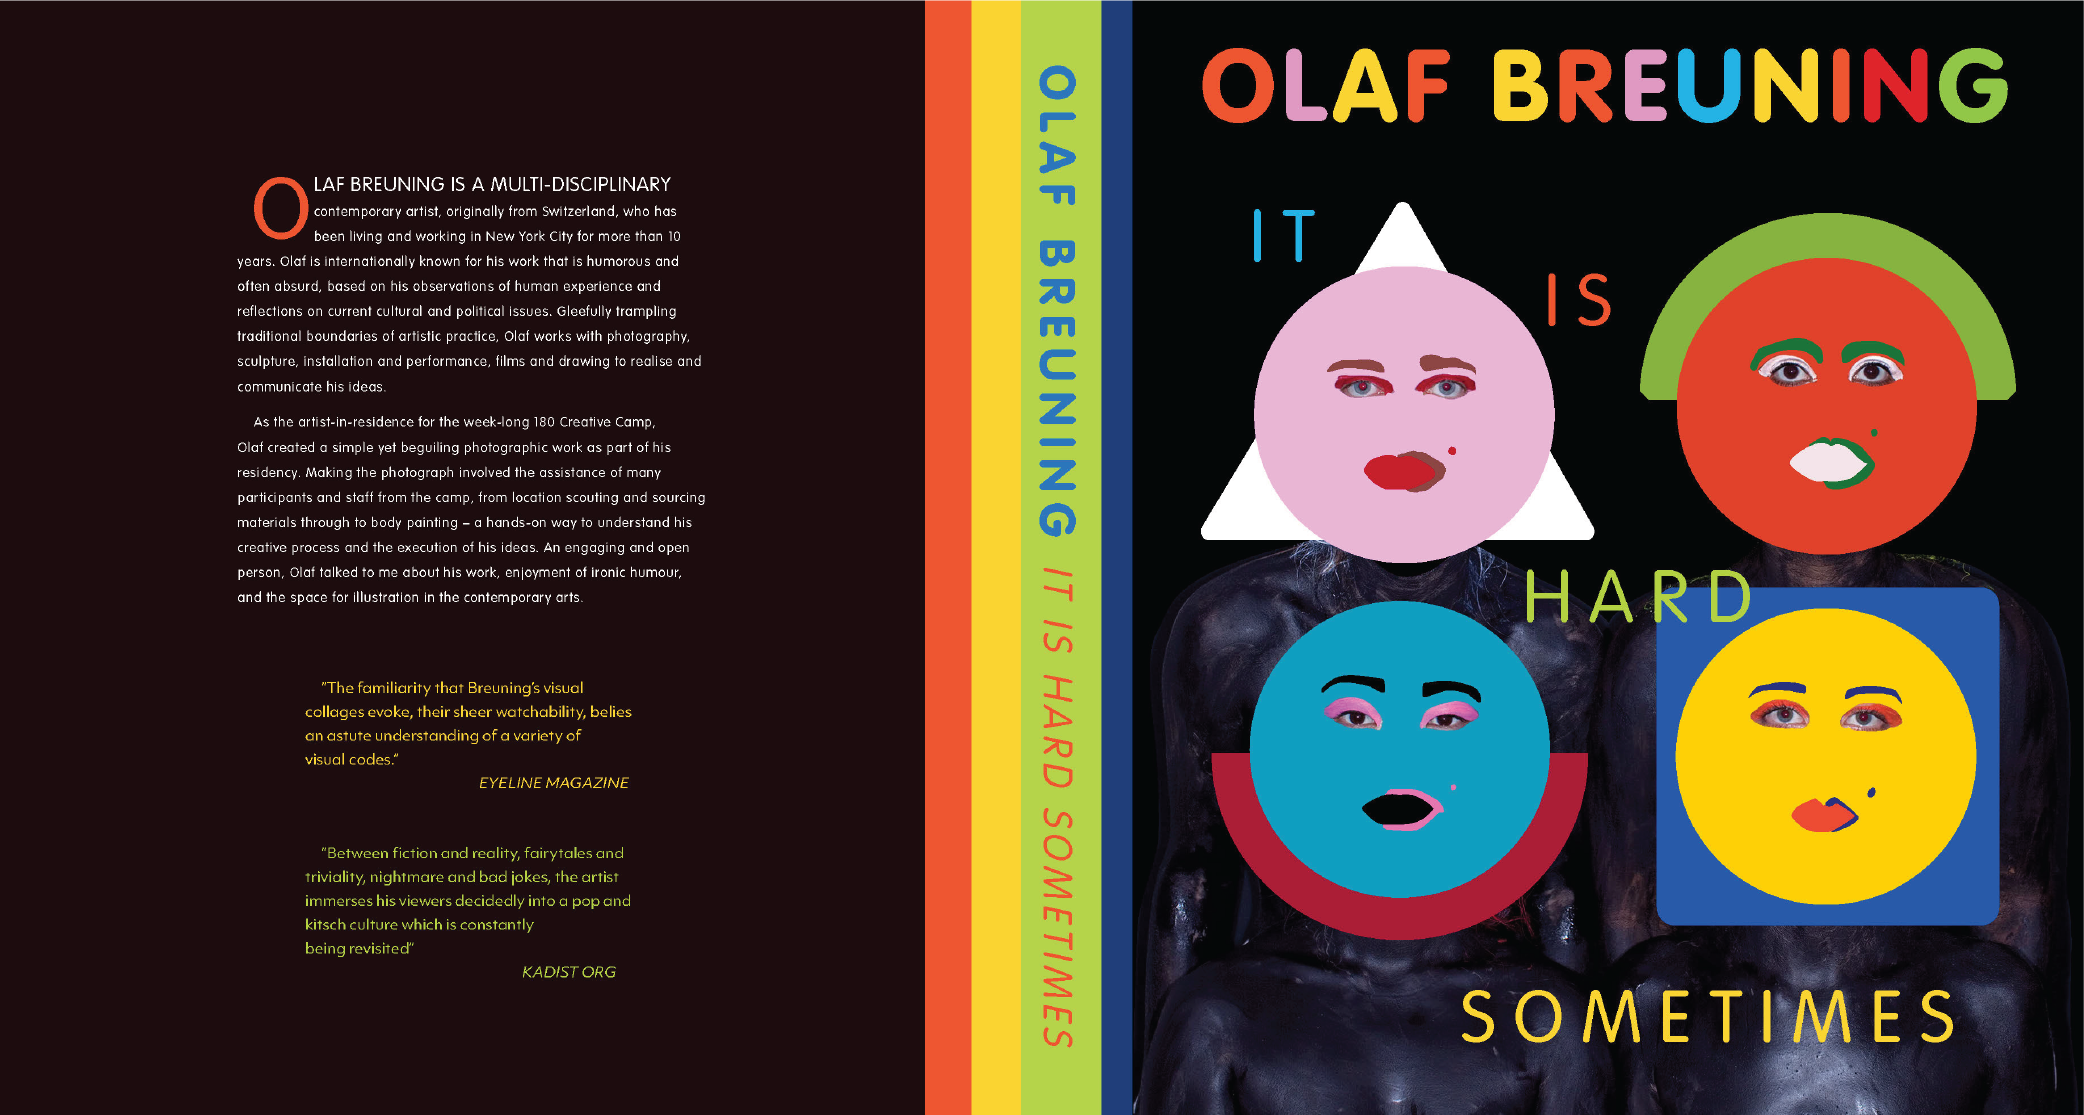 OLAF BREUNING IS A MULTI-DISCIPLINARY
contemporary artist, originally from Switzerland, who has
been living and working in New York City for more than 10
years. Olaf is internationally known for his work that is humorous and
often absurd, based on his observations of human experience and
reflections on current cultural and political issues. Gleefully trampling
traditional boundaries of artistic practice, Olaf works with photography,
sculpture, installation and performance, films and drawing to realise and
communicate his ideas.
As the artist-in-residence for the week-long 180 Creative Camp,
Olaf created a simple yet beguiling photographic work as part of his
residency. Making the photograph involved the assistance of many
participants and staff from the camp, from location scouting and sourcing
materials through to body painting – a hands-on way to understand his
creative process and the execution of his ideas. An engaging and open
person, Olaf talked to me about his work, enjoyment of ironic humour,
and the space for illustration in the contemporary arts.
"The familiarity that Breuning's visual
collages evoke, their sheer watchability, belies
an astute understanding of a variety of
visual codes."
EYELINE MAGAZINE
"Between fiction and reality, fairytales and
triviality, nightmare and bad jokes, the artist
immerses his viewers decidedly into a pop and
kitsch culture which is constantly
being revisited"
KADIST ORG
OLAF BREUNING IT IS HARD SOMETIMES
OLAF BREUNING
IT
IS
HARD
SOMETIMES